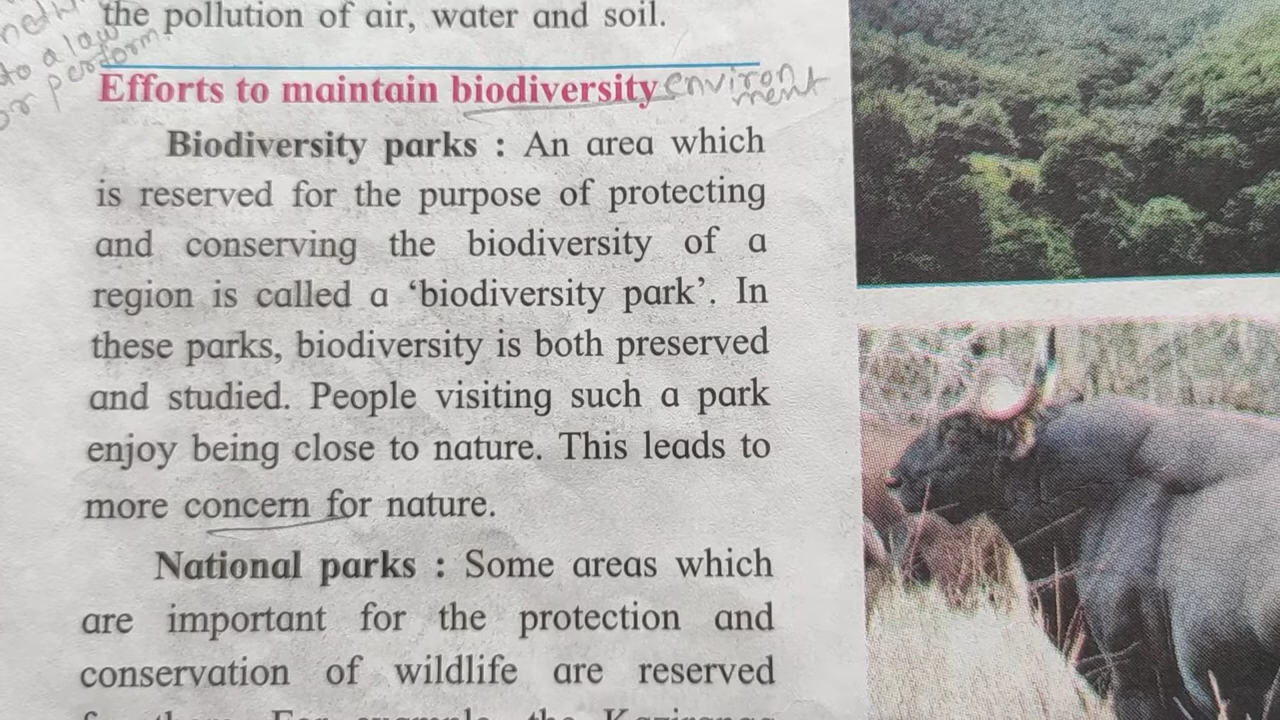 the pollution of air, water and soil.
to a law
or perform
Efforts to maintain biodiversity environ
ment
Biodiversity parks : An area which
is reserved for the purpose of protecting
and conserving the biodiversity of a
region is called a ‘biodiversity park’. In
these parks, biodiversity is both preserved
and studied. People visiting such a park
enjoy being close to nature. This leads to
more concern for nature.
National parks : Some areas which
are important for the protection and
conservation of wildlife are reserved